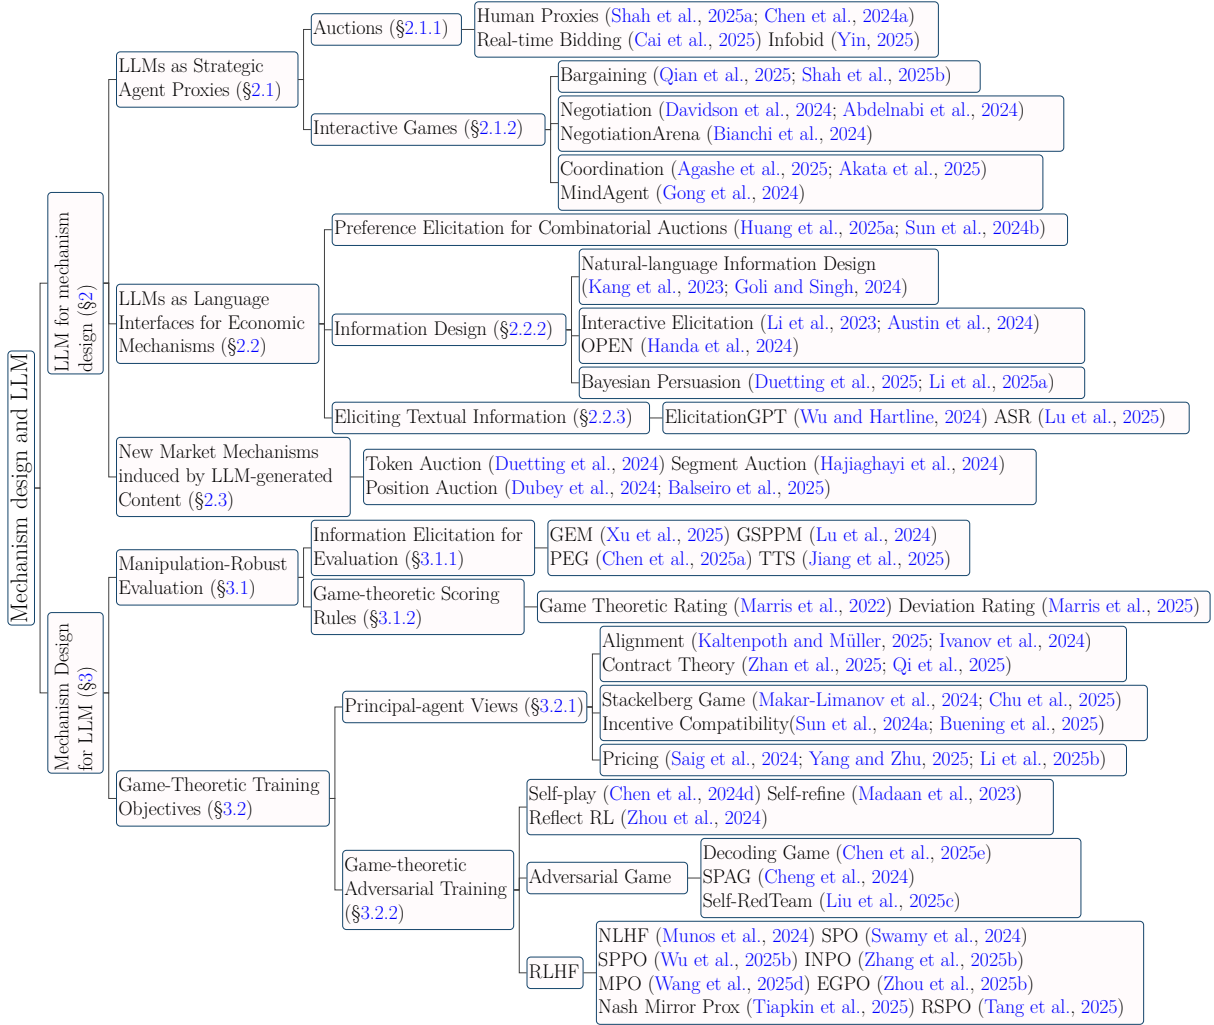 Mechanism design and LLM
LLM for mechanism
design (§2)
LLMs as Strategic
Agent Proxies (§2.1)
Auctions (§2.1.1)
Human Proxies (Shah et al., 2025a; Chen et al., 2024a)
Real-time Bidding (Cai et al., 2025) Infobid (Yin, 2025)
Interactive Games (§2.1.2)
Bargaining (Qian et al., 2025; Shah et al., 2025b)
Negotiation (Davidson et al., 2024; Abdelnabi et al., 2024)
NegotiationArena (Bianchi et al., 2024)
Coordination (Agashe et al., 2025; Akata et al., 2025)
MindAgent (Gong et al., 2024)
LLMs as Language
Interfaces for Economic
Mechanisms (§2.2)
Preference Elicitation for Combinatorial Auctions (Huang et al., 2025a; Sun et al., 2024b)
Information Design (§2.2.2)
Natural-language Information Design
(Kang et al., 2023; Goli and Singh, 2024)
Interactive Elicitation (Li et al., 2023; Austin et al., 2024)
OPEN (Handa et al., 2024)
Bayesian Persuasion (Duetting et al., 2025; Li et al., 2025a)
Eliciting Textual Information (§2.2.3)
ElicitationGPT (Wu and Hartline, 2024) ASR (Lu et al., 2025)
New Market Mechanisms
induced by LLM-generated
Content (§2.3)
Token Auction (Duetting et al., 2024) Segment Auction (Hajiaghayi et al., 2024)
Position Auction (Dubey et al., 2024; Balseiro et al., 2025)
Mechanism Design
for LLM (§3)
Manipulation-Robust
Evaluation (§3.1)
Information Elicitation for
Evaluation (§3.1.1)
GEM (Xu et al., 2025) GSPPM (Lu et al., 2024)
PEG (Chen et al., 2025a) TTS (Jiang et al., 2025)
Game-theoretic Scoring
Rules (§3.1.2)
Game Theoretic Rating (Marris et al., 2022) Deviation Rating (Marris et al., 2025)
Game-Theoretic Training
Objectives (§3.2)
Principal-agent Views (§3.2.1)
Alignment (Kaltenpoth and Müller, 2025; Ivanov et al., 2024)
Contract Theory (Zhan et al., 2025; Qi et al., 2025)
Stackelberg Game (Makar-Limanov et al., 2024; Chu et al., 2025)
Incentive Compatibility(Sun et al., 2024a; Buening et al., 2025)
Pricing (Saig et al., 2024; Yang and Zhu, 2025; Li et al., 2025b)
Game-theoretic
Adversarial Training
(§3.2.2)
Self-play (Chen et al., 2024d) Self-refine (Madaan et al., 2023)
Reflect RL (Zhou et al., 2024)
Adversarial Game
Decoding Game (Chen et al., 2025e)
SPAG (Cheng et al., 2024)
Self-RedTeam (Liu et al., 2025c)
RLHF
NLHF (Munos et al., 2024) SPO (Swamy et al., 2024)
SPPO (Wu et al., 2025b) INPO (Zhang et al., 2025b)
MPO (Wang et al., 2025d) EGPO (Zhou et al., 2025b)
Nash Mirror Prox (Tiapkin et al., 2025) RSPO (Tang et al., 2025)